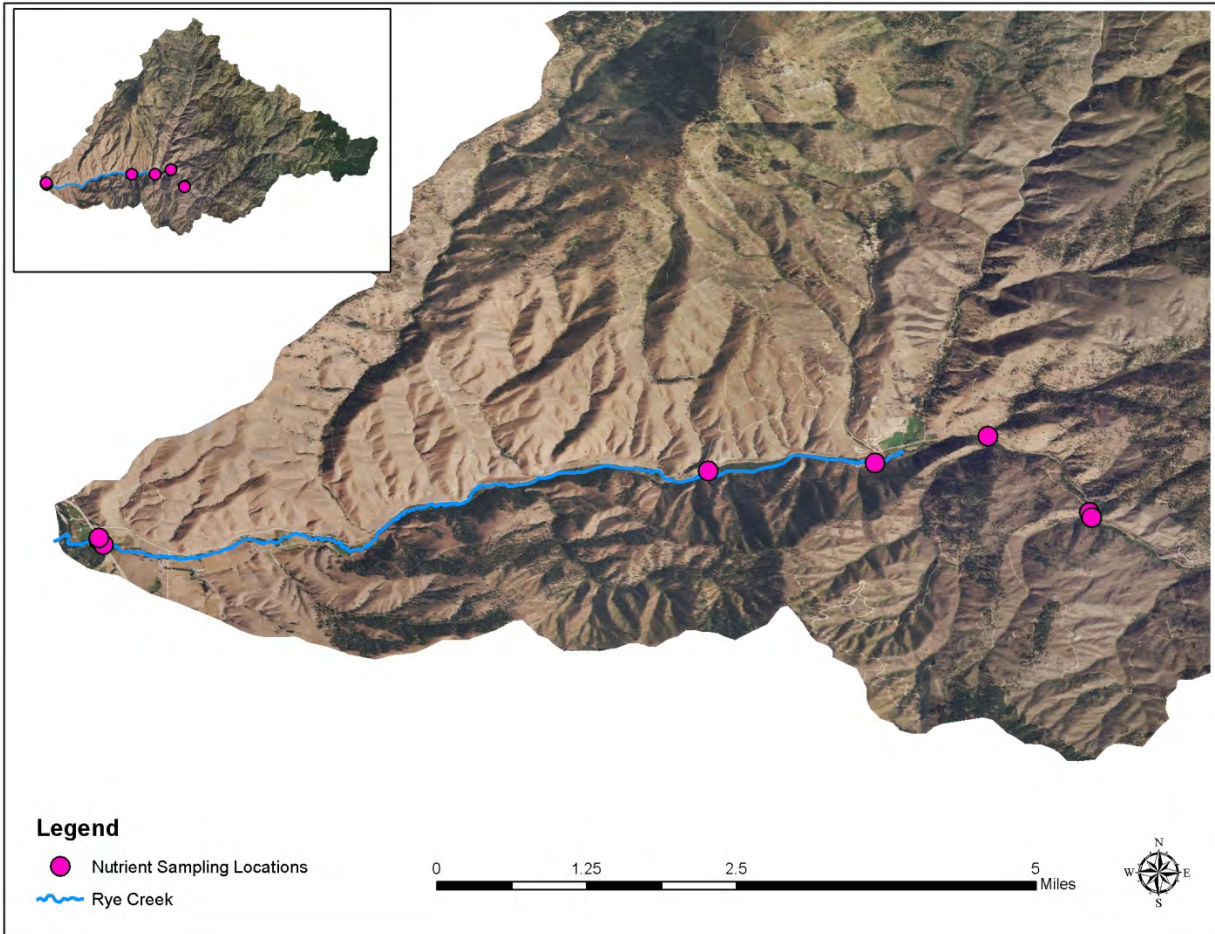 Legend
Nutrient Sampling Locations
Rye Creek
0 1.25 2.5 5
Miles
N
W E
S